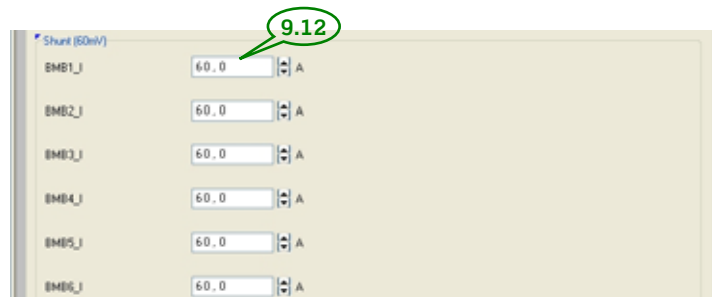 9.12
Shunt (60mV)
BMB1_I 60,0 A
BMB2_I 60,0 A
BMB3_I 60,0 A
BMB4_I 60,0 A
BMB5_I 60,0 A
BMB6_I 60,0 A